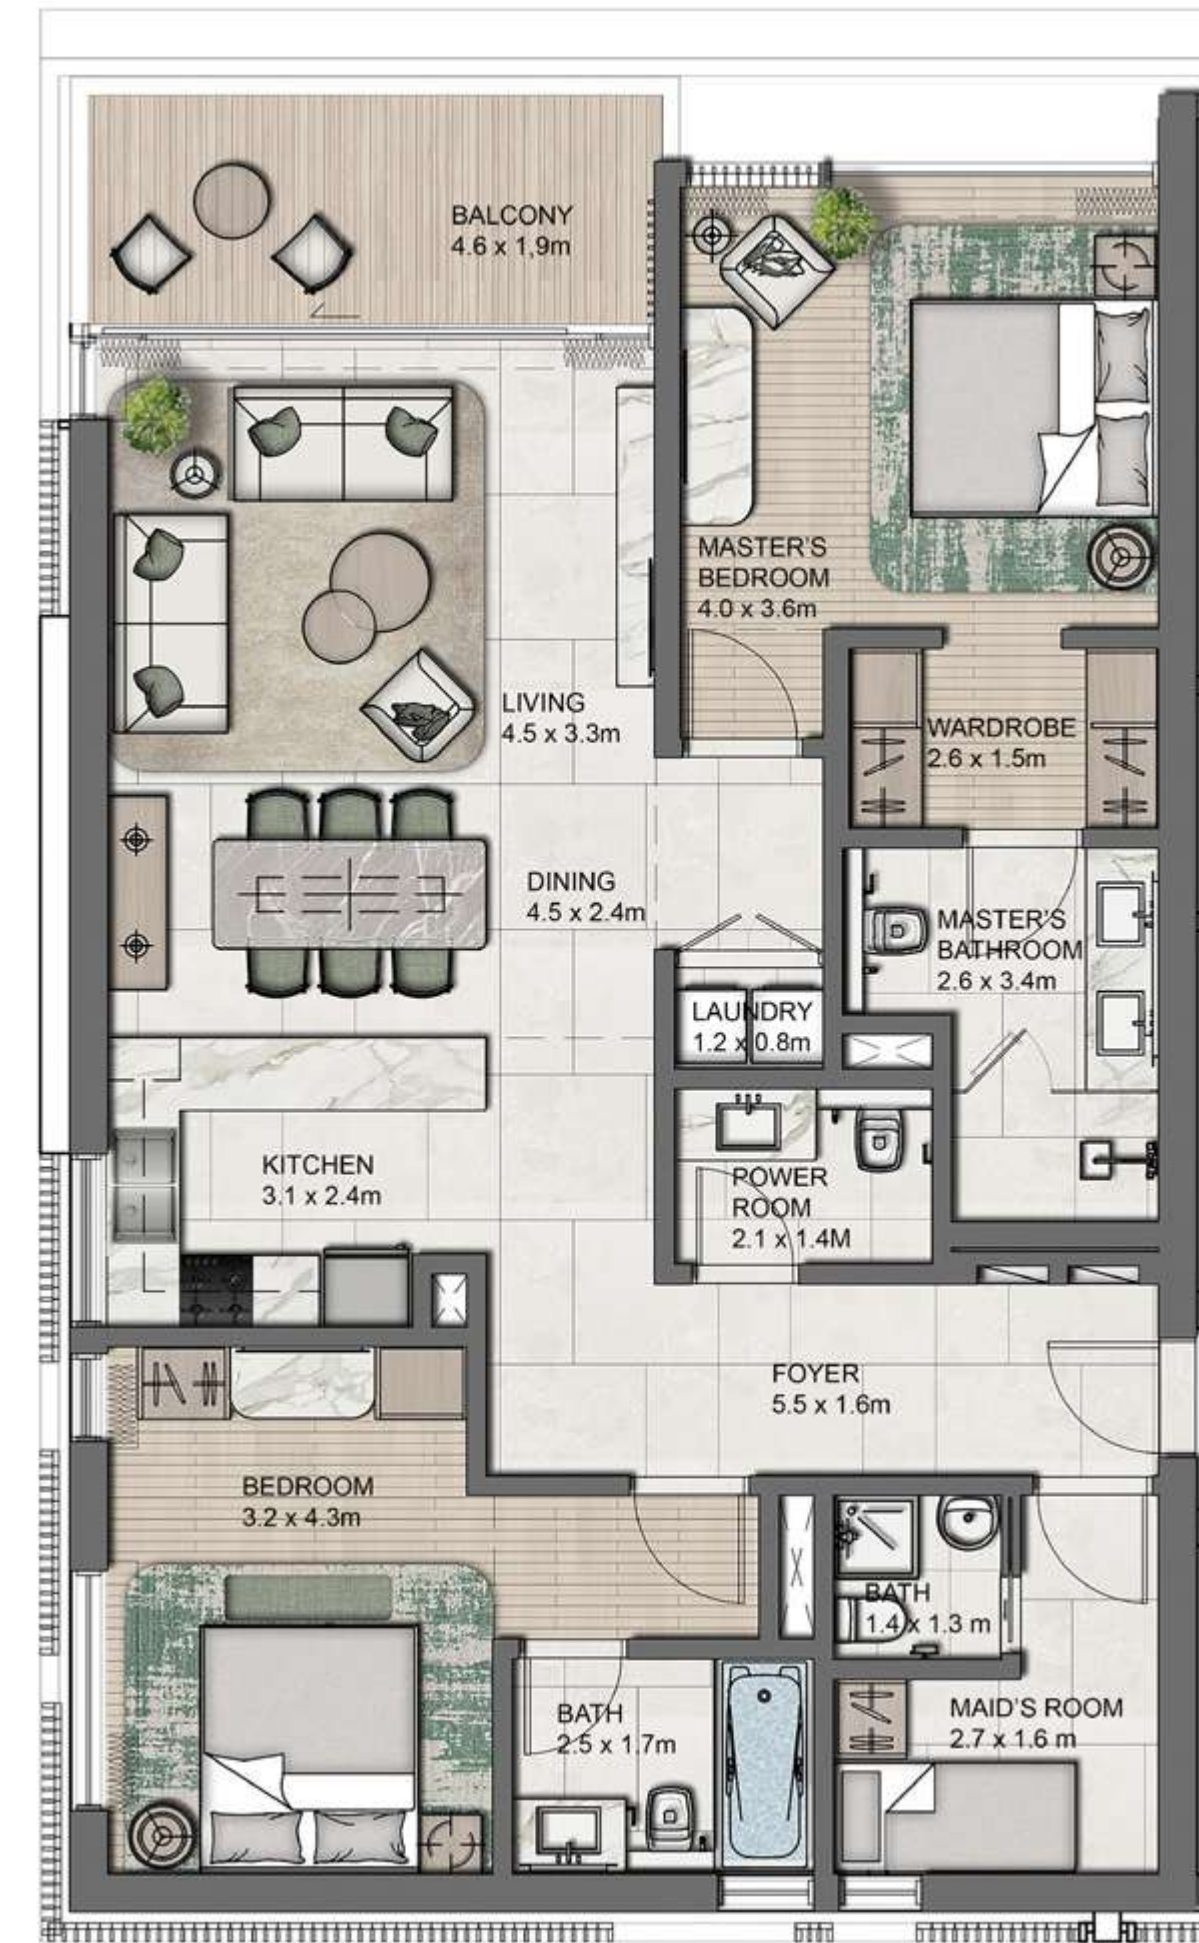 BALCONY
4.6 x 1,9m
MASTER'S
BEDROOM
4.0 x 3.6m
LIVING
4.5 x 3.3m
WARDROBE
2.6 x 1.5m
DINING
4.5 x 2.4m
MASTER'S
BATHROOM
2.6 x 3.4m
LAUNDRY
1.2 x 0.8m
KITCHEN
3.1 x 2.4m
POWER
ROOM
2.1 x 1.4M
FOYER
5.5 x 1.6m
BEDROOM
3.2 x 4.3m
BATH
1.4 x 1.3 m
BATH
2.5 x 1.7m
MAID'S ROOM
2.7 x 1.6 m